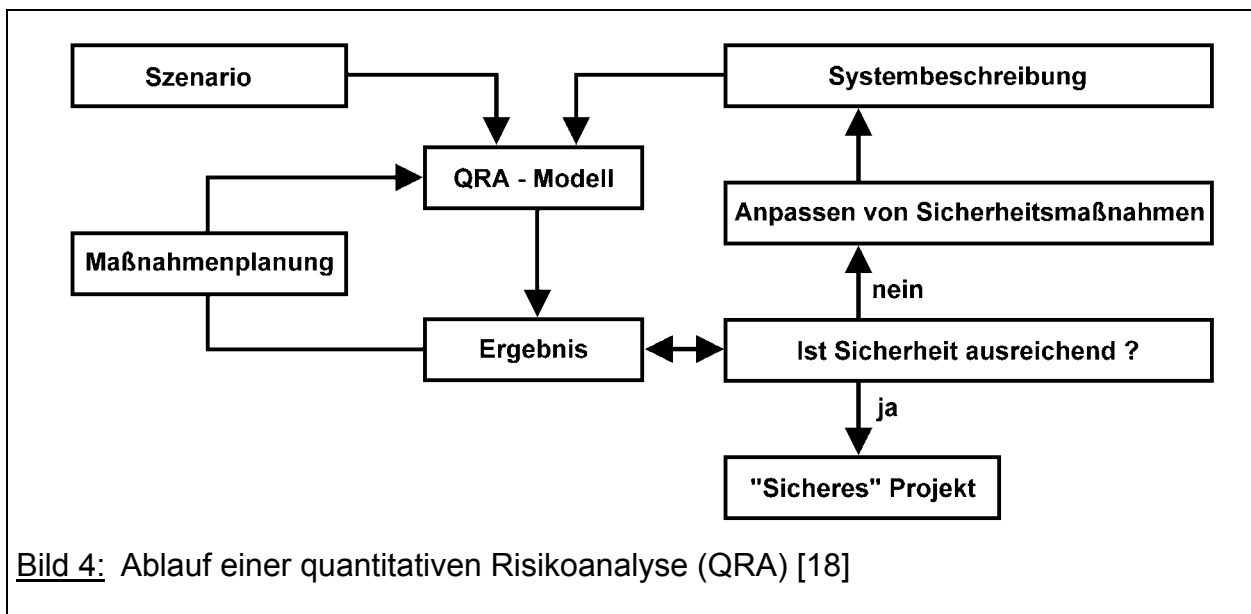 Szenario
Systembeschreibung
QRA - Modell
Anpassen von Sicherheitsmaßnahmen
Maßnahmenplanung
nein
Ergebnis
Ist Sicherheit ausreichend ?
ja
"Sicheres" Projekt
Bild 4: Ablauf einer quantitativen Risikoanalyse (QRA) [18]